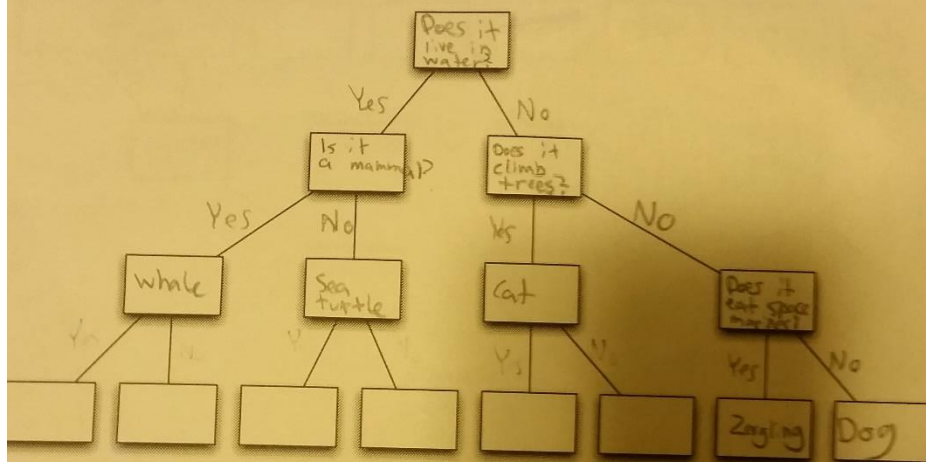 Does it
live in
water?
Yes
No
Is it
a mammal?
Does it
climb
trees?
Yes
No
Yes
No
Whale
Sea
turtle
Cat
Does it
eat space
marines?
Yes
No
Zergling
Dog